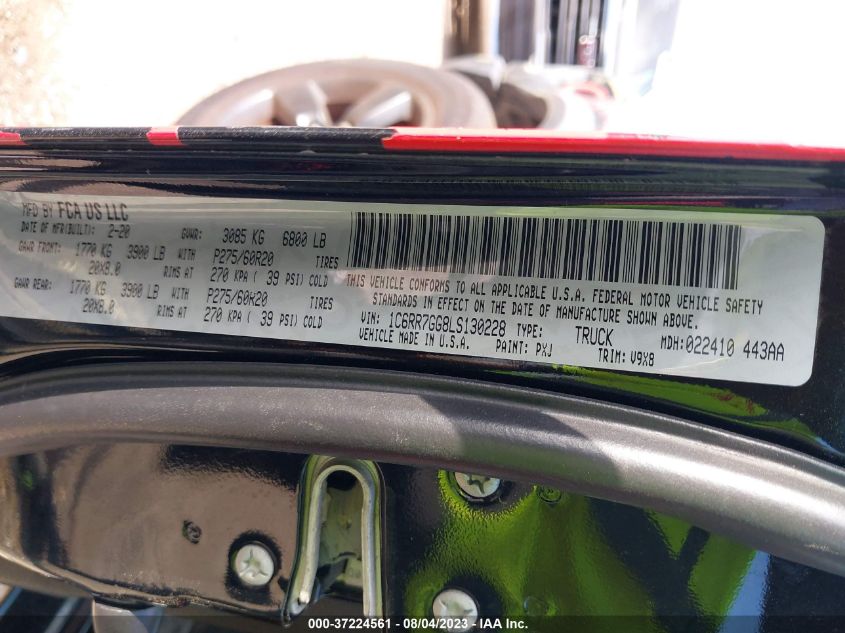 MFD BY FCA US LLC
DATE OF MFR(BUILT): 2-20 GVWR: 3085 KG 6800 LB
GAWR FRONT: 1770 KG 3900 LB WITH P275/60R20 TIRES
20X8.0 RIMS AT 270 KPA ( 39 PSI) COLD
GAWR REAR: 1770 KG 3900 LB WITH P275/60R20 TIRES
20X8.0 RIMS AT 270 KPA ( 39 PSI) COLD
THIS VEHICLE CONFORMS TO ALL APPLICABLE U.S.A. FEDERAL MOTOR VEHICLE SAFETY
STANDARDS IN EFFECT ON THE DATE OF MANUFACTURE SHOWN ABOVE.
VIN: 1C6RR7GG8LS130228 TYPE: TRUCK MDH:022410 443AA
VEHICLE MADE IN U.S.A. PAINT: PXJ TRIM: V9X8
000-37224561 - 08/04/2023 - IAA Inc.